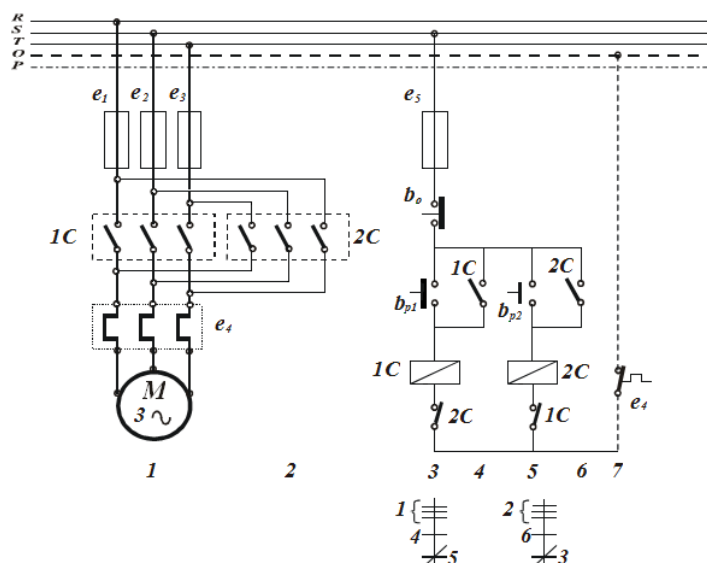 R
S
T
O
P
e₁ e₂ e₃ e₅
b₀
1C 2C 1C 2C
bₚ₁ bₚ2
e₄
1C 2C
M
3
e₄
2C 1C
1 2 3 4 5 6 7
1 2
4 6
5 3